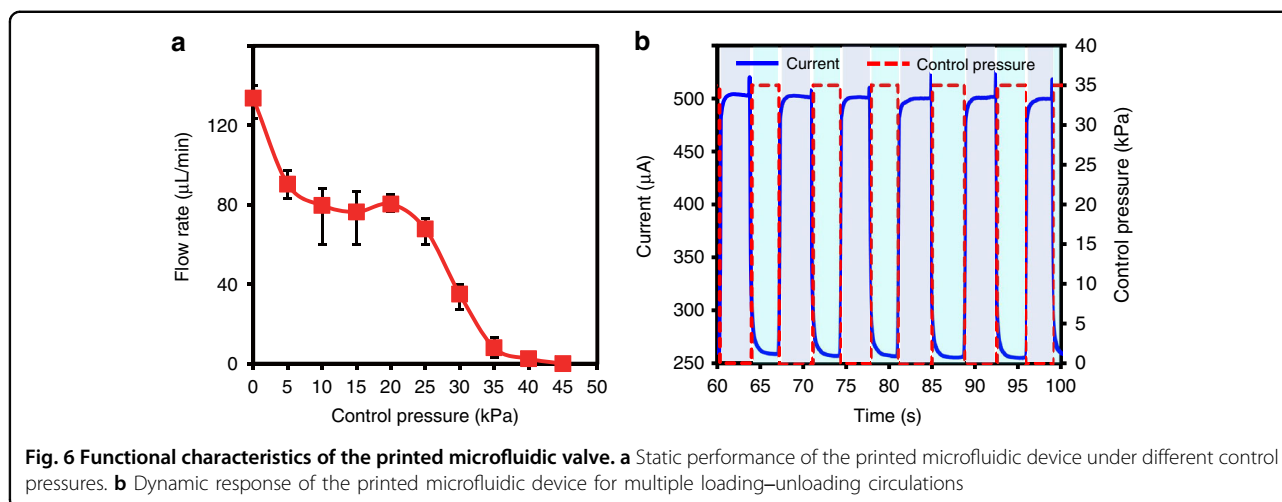 a
Flow rate (µL/min)
120
80
40
0
0 5 10 15 20 25 30 35 40 45 50
Control pressure (kPa)
b
Current
Control pressure
Current (µA)
500
450
400
350
300
250
40
35
30
25
20
15
10
5
0
Control pressure (kPa)
60 65 70 75 80 85 90 95 100
Time (s)
Fig. 6 Functional characteristics of the printed microfluidic valve. a Static performance of the printed microfluidic device under different control
pressures. b Dynamic response of the printed microfluidic device for multiple loading–unloading circulations